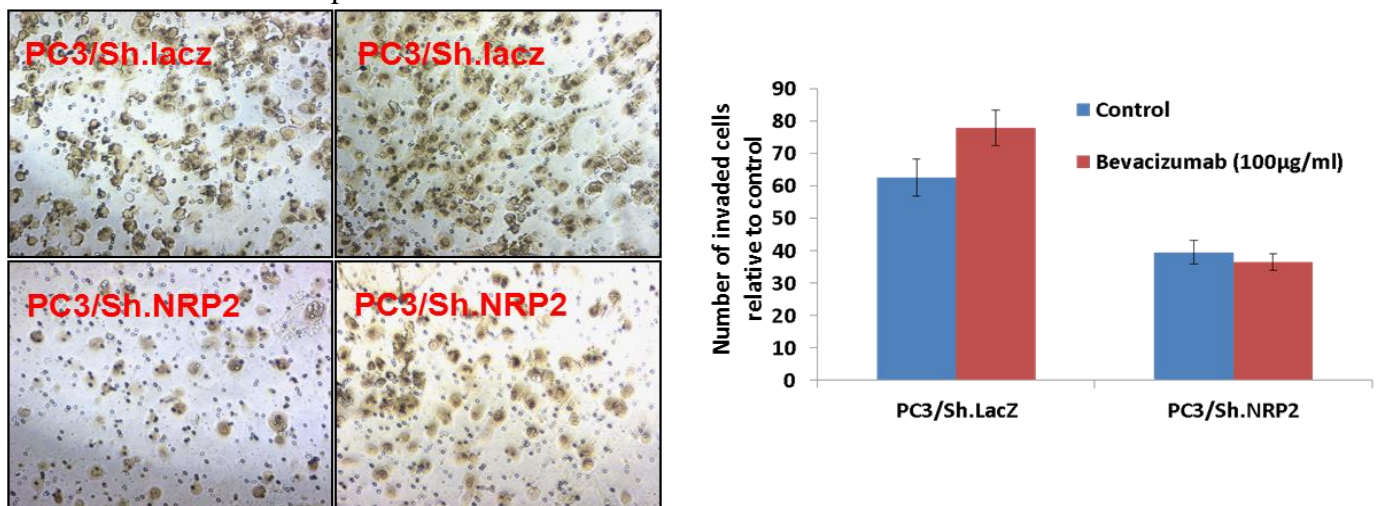 PC3/Sh.lacz
PC3/Sh.lacz
PC3/Sh.NRP2
PC3/Sh.NRP2
Number of invaded cells
relative to control
90
80
70
60
50
40
30
20
10
0
Control
Bevacizumab (100µg/ml)
PC3/Sh.LacZ
PC3/Sh.NRP2